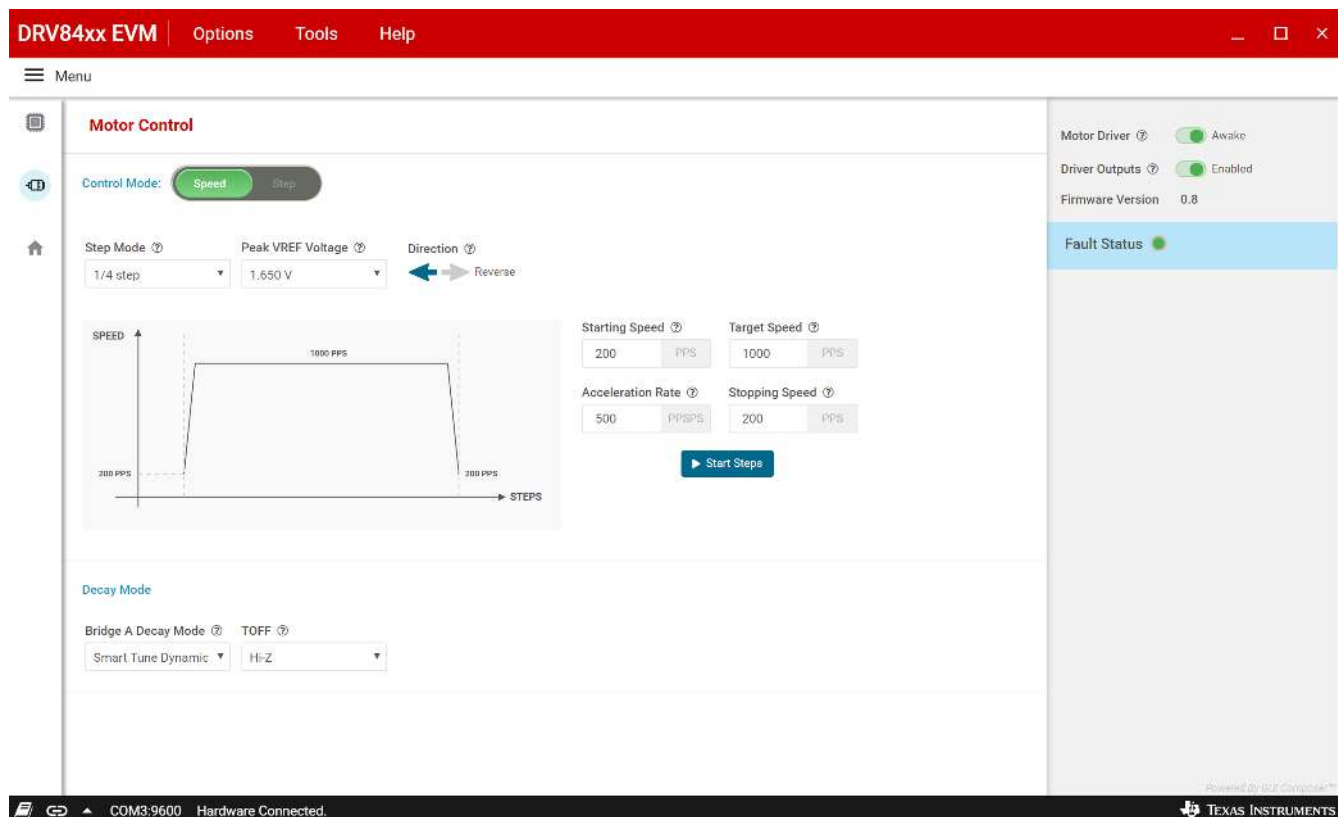 DRV84xx EVM Options Tools Help
Menu
Motor Control
Control Mode: Speed Step
Step Mode Peak VREF Voltage Direction
1/4 step 1.650 V Reverse
SPEED
1000 PPS
200 PPS 200 PPS
STEPS
Starting Speed Target Speed
200 PPS 1000 PPS
Acceleration Rate Stopping Speed
500 PPSPS 200 PPS
Start Steps
Decay Mode
Bridge A Decay Mode TOFF
Smart Tune Dynamic Hi-Z
Motor Driver Awake
Driver Outputs Enabled
Firmware Version 0.8
Fault Status
Powered By GUI Composer™
COM3:9600 Hardware Connected. TEXAS INSTRUMENTS